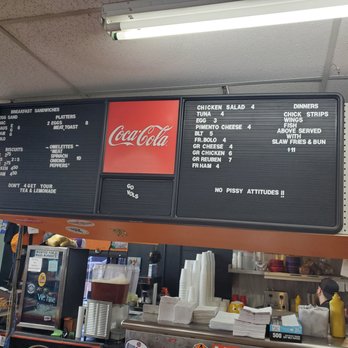 BREAKFAST SANDWICHES
PLATTERS
2 EGGS 8
MEAT, TOAST
BISCUITS
OMELETTES
MEAT
SPINACH 10
ONIONS
PEPPERS
DON'T 4GET YOUR
TEA & LEMONADE
Coca-Cola
GO
VOLS
CHICKEN SALAD 4
TUNA 4
EGG 3
PIMENTO CHEESE 4
BLT 5
FR.BOLO 4
GR CHEESE 4
GR CHICKEN 6
GR REUBEN 7
FR HAM 4
DINNERS
CHICK STRIPS
WINGS
FISH
ABOVE SERVED
WITH
SLAW FRIES & BUN
$11
NO PISSY ATTITUDES !!